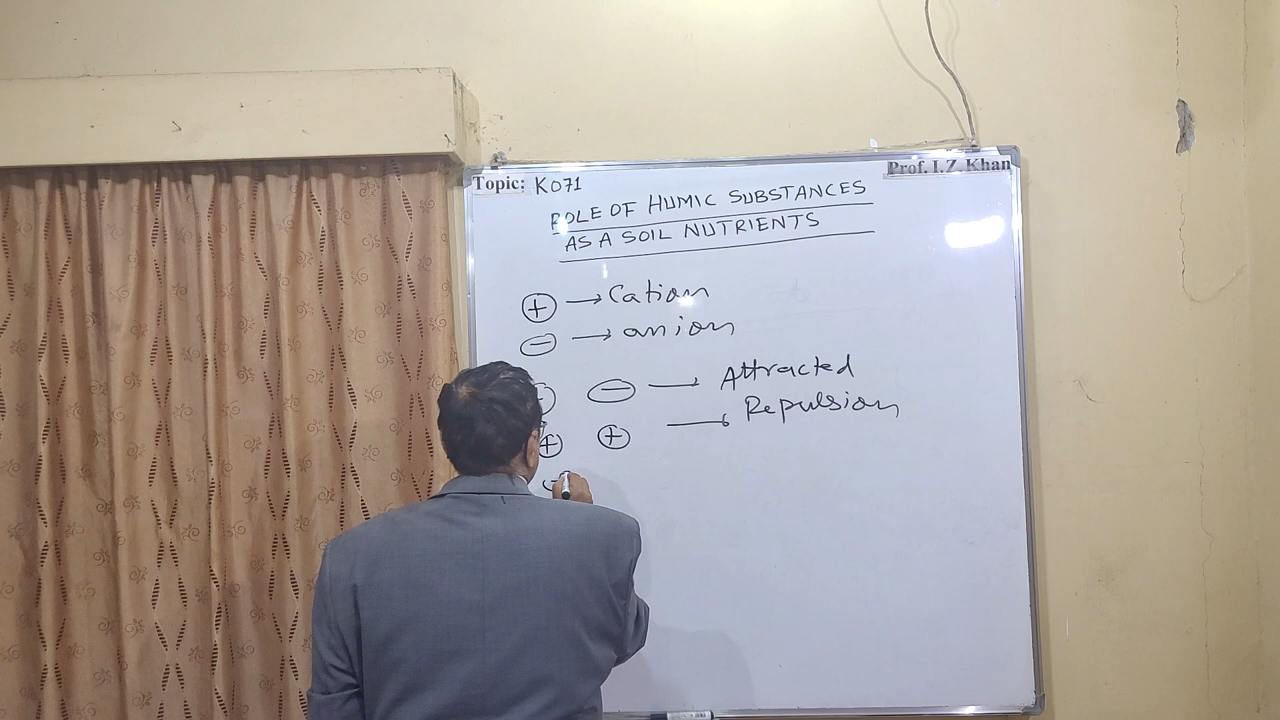 Topic: K071
Prof. I.Z. Khan
ROLE OF HUMIC SUBSTANCES
AS A SOIL NUTRIENTS
+ → Cation
- → anion
- → Attracted
+ + → Repulsion